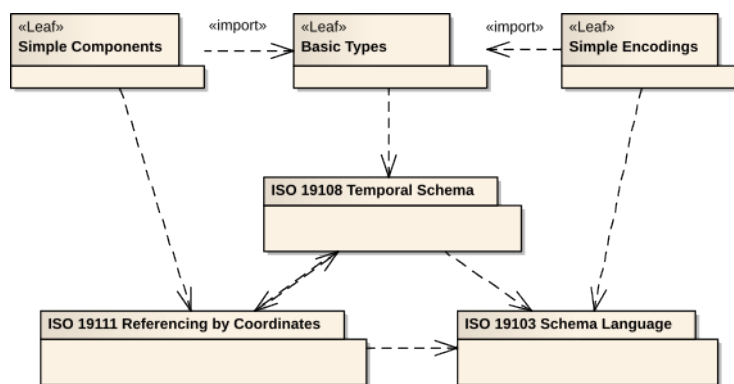 «Leaf»
Simple Components
«import»
«Leaf»
Basic Types
«import»
«Leaf»
Simple Encodings
ISO 19108 Temporal Schema
ISO 19111 Referencing by Coordinates
ISO 19103 Schema Language